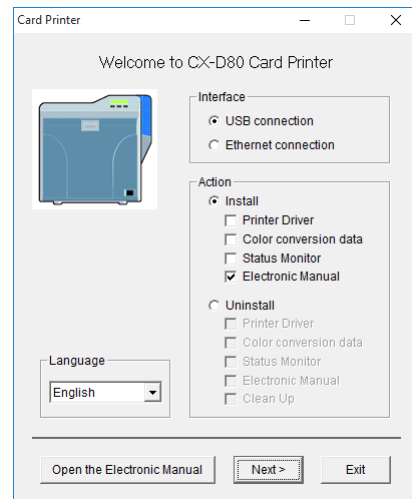 Card Printer
Welcome to CX-D80 Card Printer
Interface
USB connection
Ethernet connection
Action
Install
Printer Driver
Color conversion data
Status Monitor
Electronic Manual
Uninstall
Printer Driver
Color conversion data
Status Monitor
Electronic Manual
Clean Up
Language
English
Open the Electronic Manual
Next >
Exit